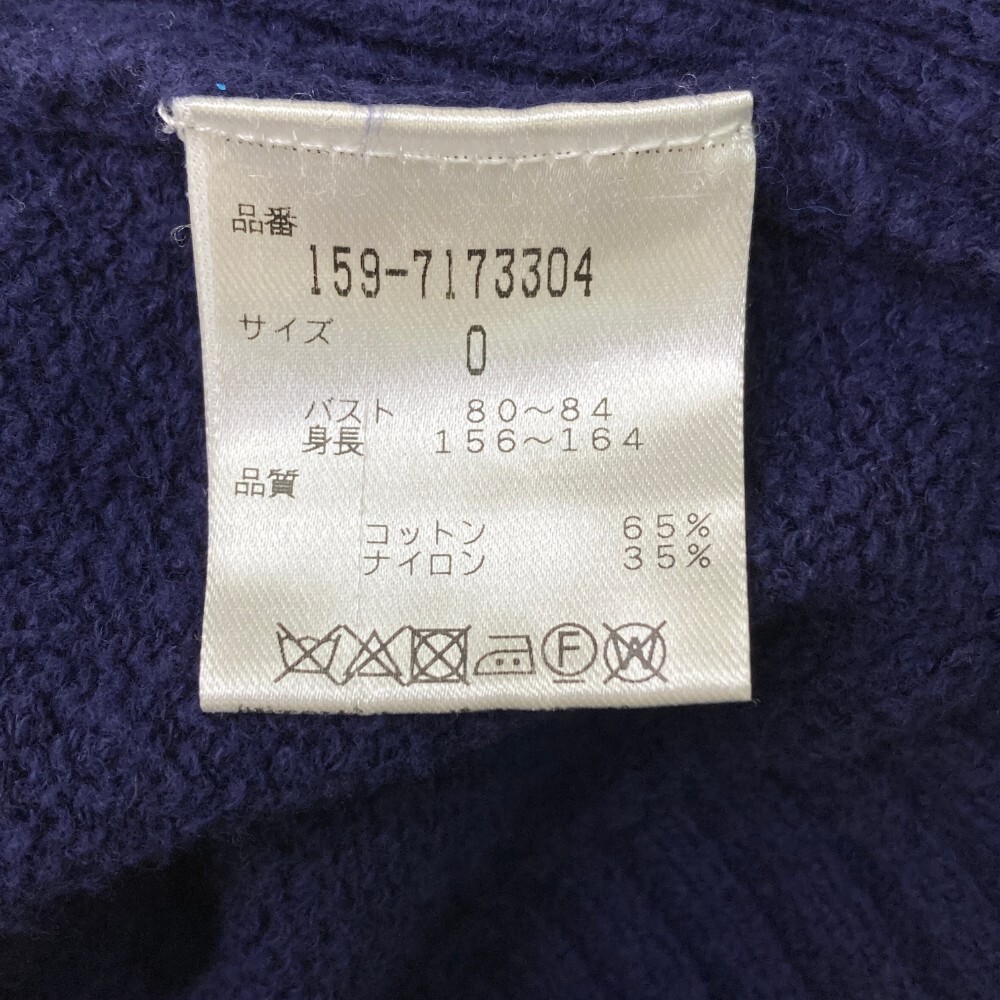 品番
159-7173304
サイズ
0
バスト 80～84
身長 156～164
品質
コットン 65%
ナイロン 35%
F W